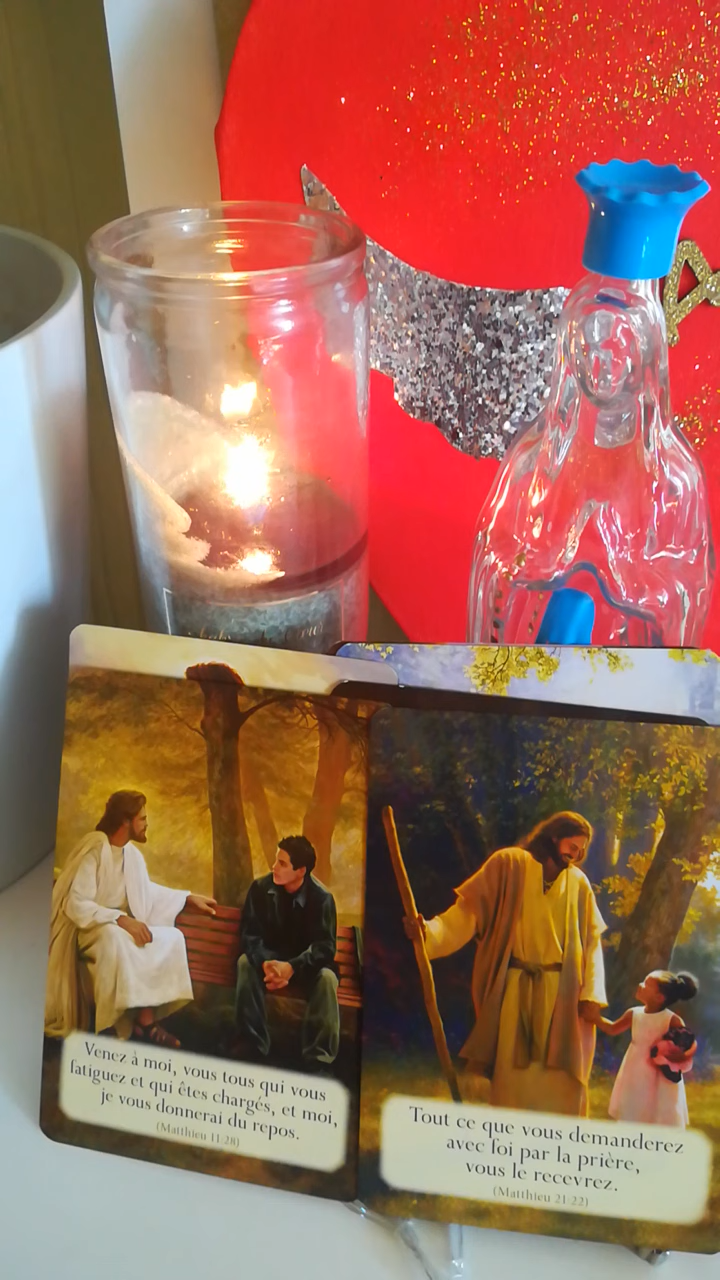 Venez à moi, vous tous qui vous
fatiguez et qui êtes chargés, et moi,
je vous donnerai du repos.
(Matthieu 11:28)
Tout ce que vous demanderez
avec foi par la prière,
vous le recevrez.
(Matthieu 21:22)